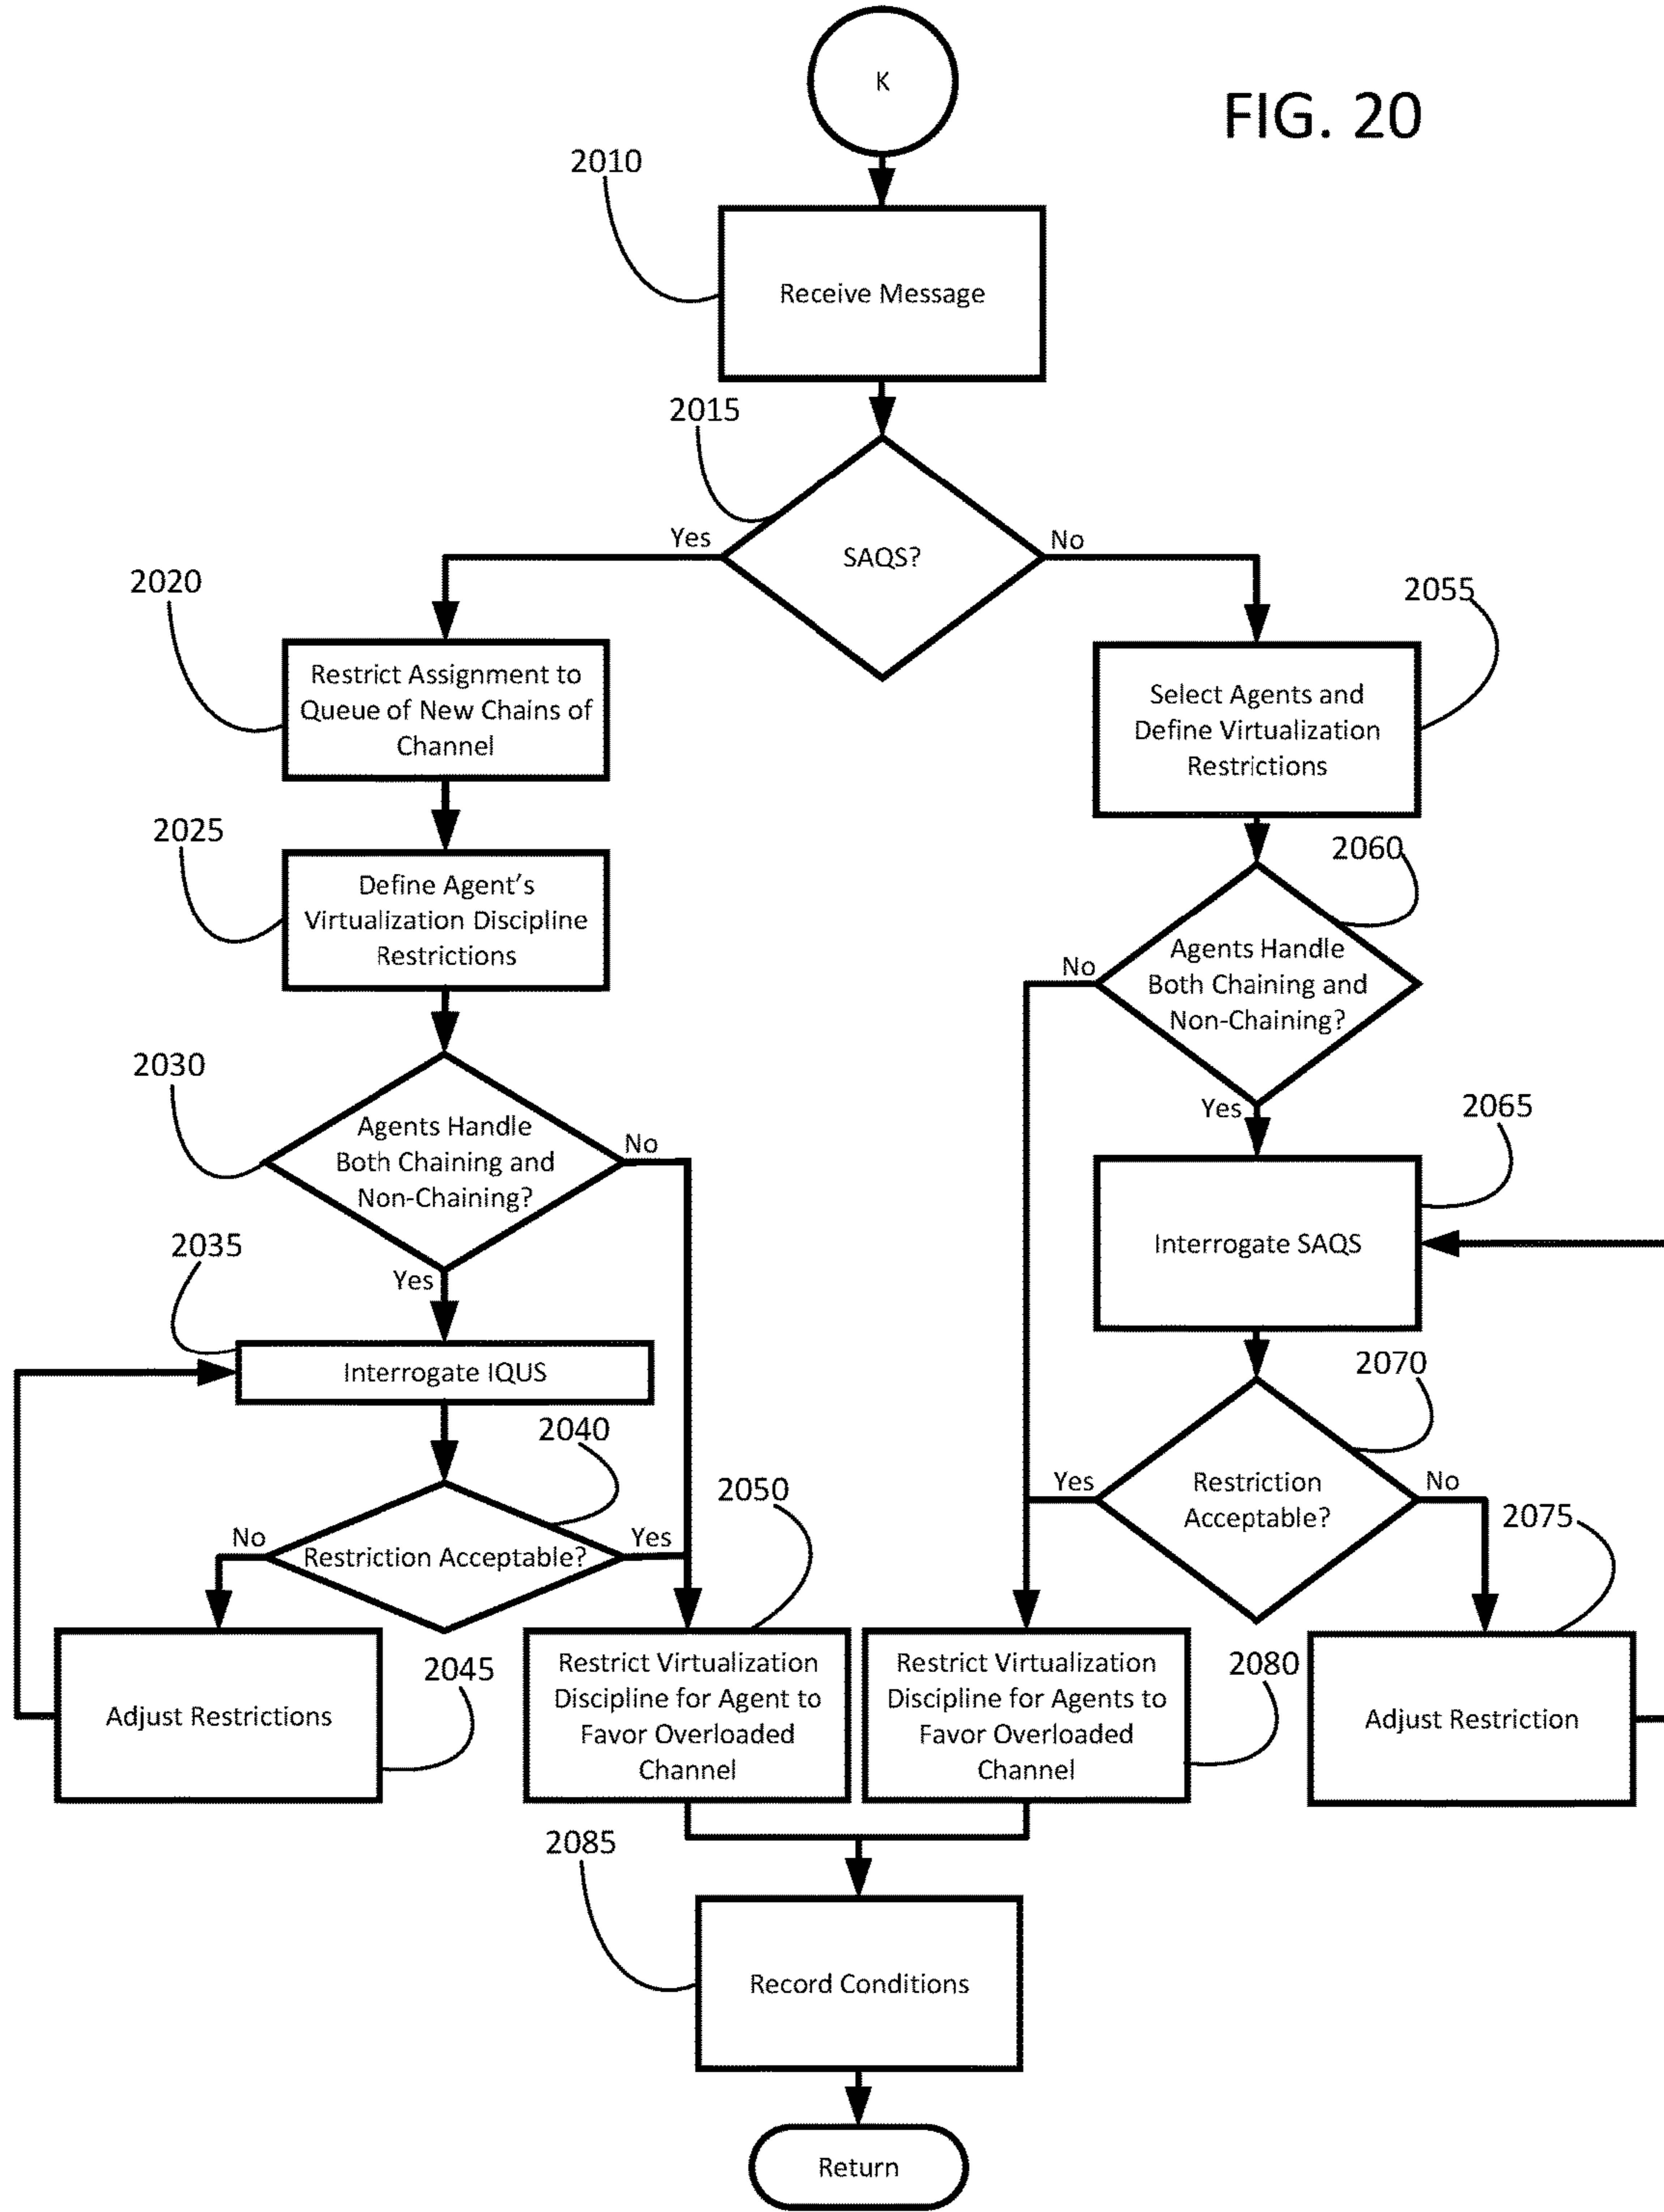 K
FIG. 20
2010
Receive Message
2015
Yes
SAQS?
No
2020
Restrict Assignment to
Queue of New Chains of
Channel
2055
Select Agents and
Define Virtualization
Restrictions
2025
Define Agent's
Virtualization Discipline
Restrictions
2060
No
Agents Handle
Both Chaining and
Non-Chaining?
Yes
2030
Agents Handle
Both Chaining and
Non-Chaining?
No
Yes
2065
Interrogate SAQS
2035
Interrogate IQUS
2070
Yes
Restriction
Acceptable?
No
2040
No
Restriction Acceptable?
Yes
2050
2075
2045
Adjust Restrictions
Restrict Virtualization
Discipline for Agent to
Favor Overloaded
Channel
Restrict Virtualization
Discipline for Agents to
Favor Overloaded
Channel
2080
Adjust Restriction
2085
Record Conditions
Return